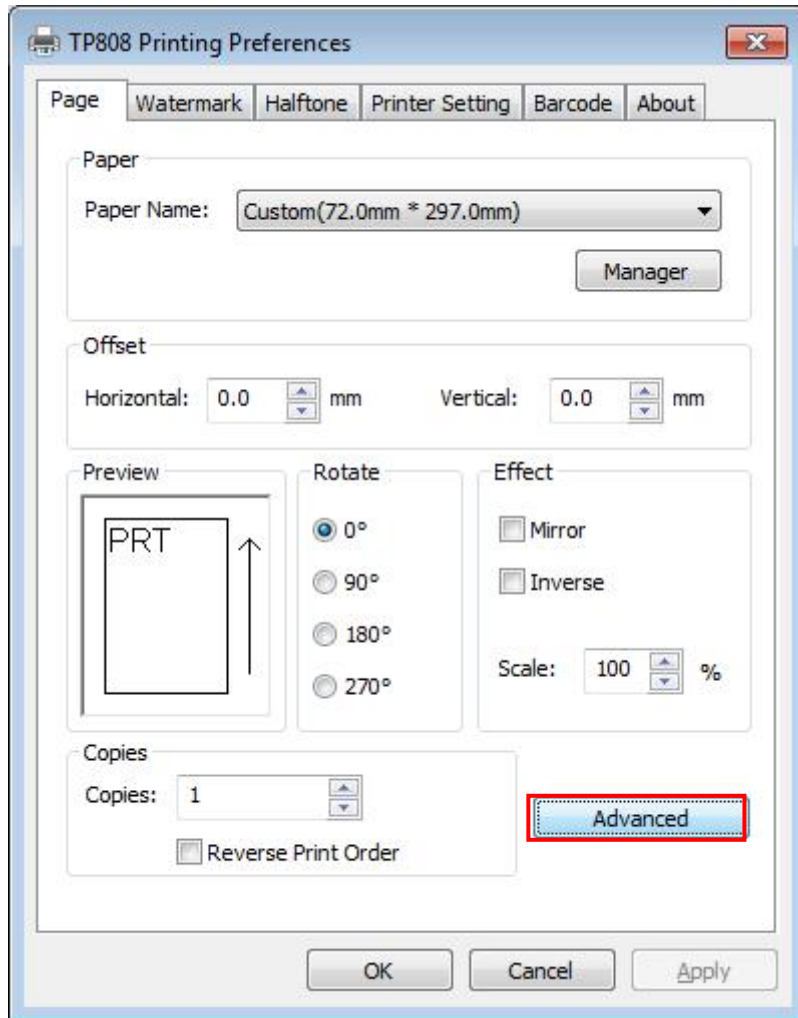 TP808 Printing Preferences
Page Watermark Halftone Printer Setting Barcode About
Paper
Paper Name: Custom(72.0mm * 297.0mm)
Manager
Offset
Horizontal: 0.0 mm Vertical: 0.0 mm
Preview Rotate Effect
PRT
0° Mirror
90° Inverse
180°
Scale: 100 %
270°
Copies
Copies: 1
Advanced
Reverse Print Order
OK Cancel Apply